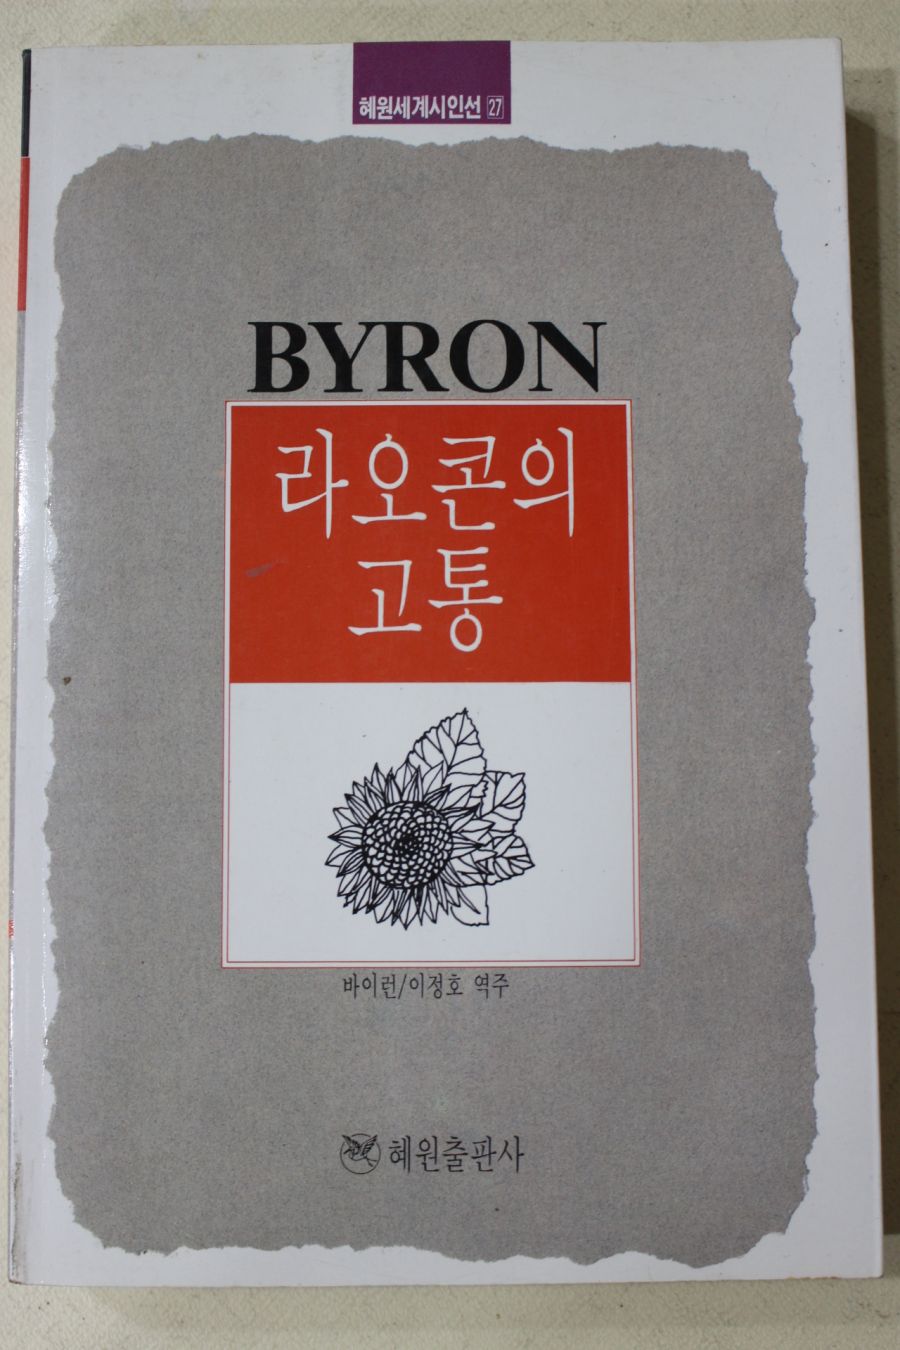 혜원세계시인선 27
BYRON
라오콘의
고통
바이런/이정호 역주
혜원출판사